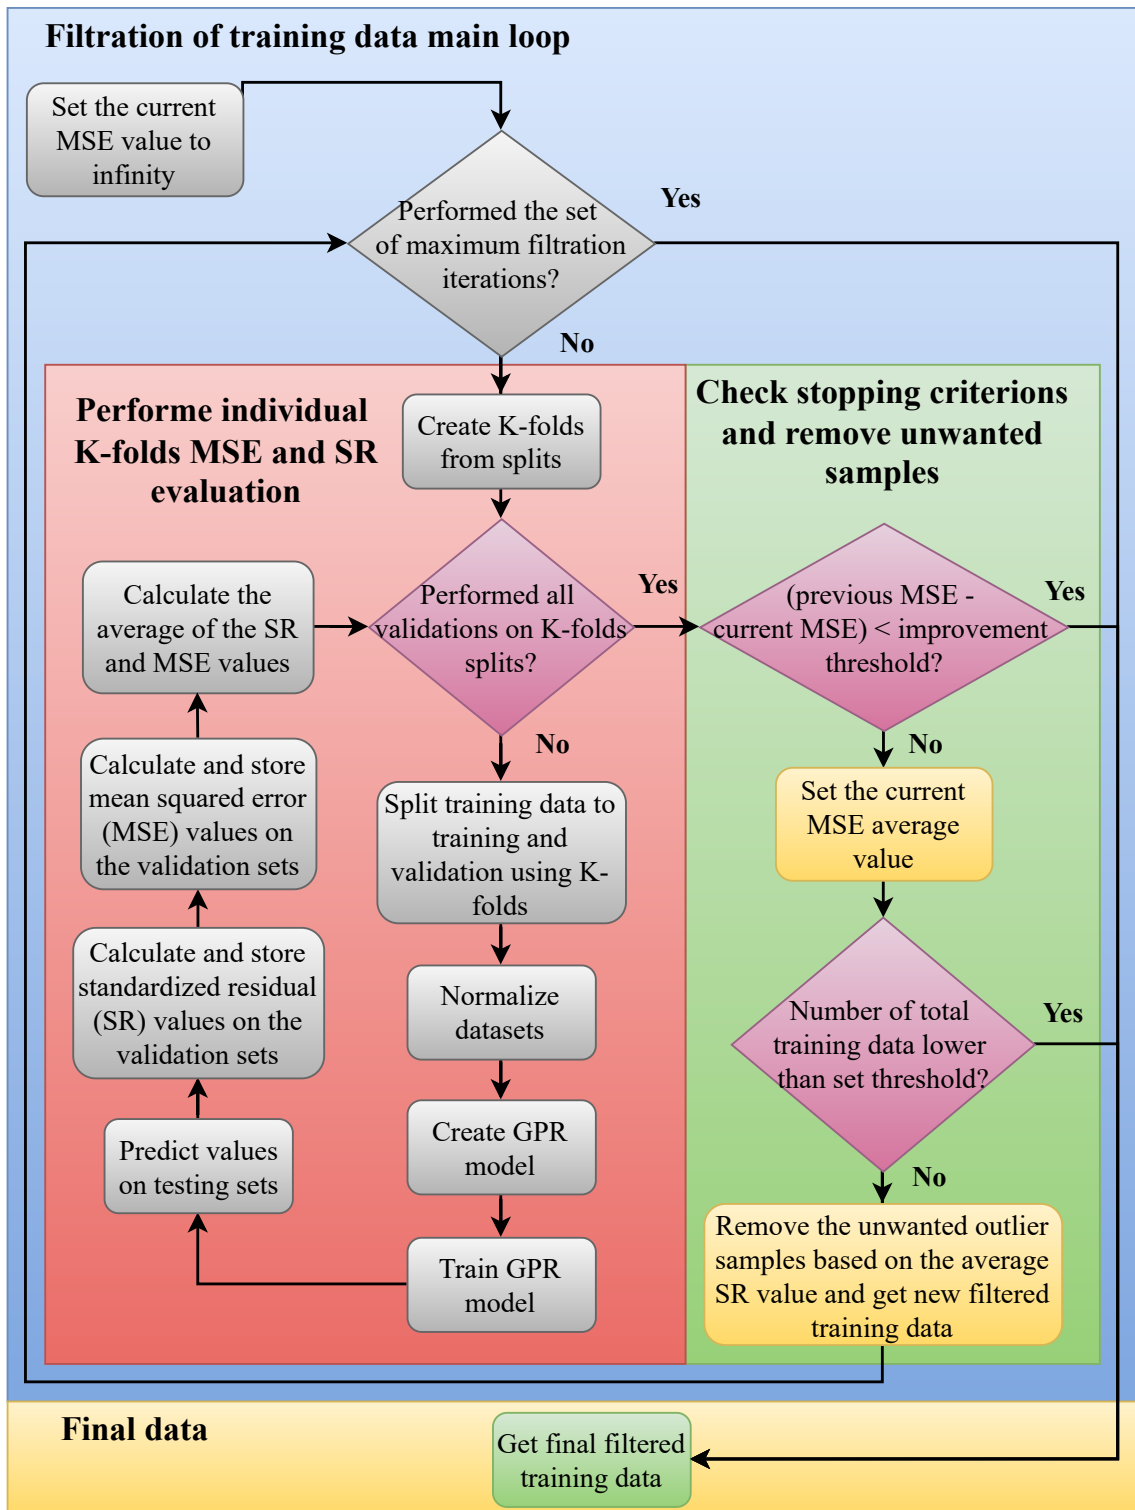 Filtration of training data main loop
Set the current
MSE value to
infinity
Performed the set
of maximum filtration
iterations?
Yes
No
Performe individual
K-folds MSE and SR
evaluation
Create K-folds
from splits
Check stopping criterions
and remove unwanted
samples
Calculate the
average of the SR
and MSE values
Performed all
validations on K-folds
splits?
Yes
(previous MSE -
current MSE) < improvement
threshold?
Yes
No
No
Calculate and store
mean squared error
(MSE) values on
the validation sets
Split training data to
training and
validation using K-
folds
Set the current
MSE average
value
Calculate and store
standardized residual
(SR) values on the
validation sets
Normalize
datasets
Number of total
training data lower
than set threshold?
Yes
No
Predict values
on testing sets
Create GPR
model
Train GPR
model
Remove the unwanted outlier
samples based on the average
SR value and get new filtered
training data
Final data
Get final filtered
training data